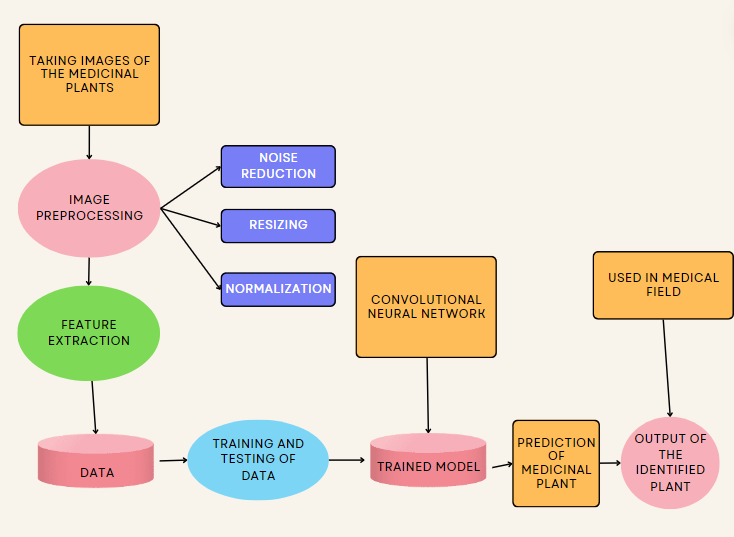 TAKING IMAGES OF
THE MEDICINAL
PLANTS
IMAGE
PREPROCESSING
NOISE
REDUCTION
RESIZING
NORMALIZATION
FEATURE
EXTRACTION
DATA
TRAINING AND
TESTING OF
DATA
CONVOLUTIONAL
NEURAL NETWORK
TRAINED MODEL
PREDICTION
OF
MEDICINAL
PLANT
USED IN MEDICAL
FIELD
OUTPUT OF
THE
IDENTIFIED
PLANT